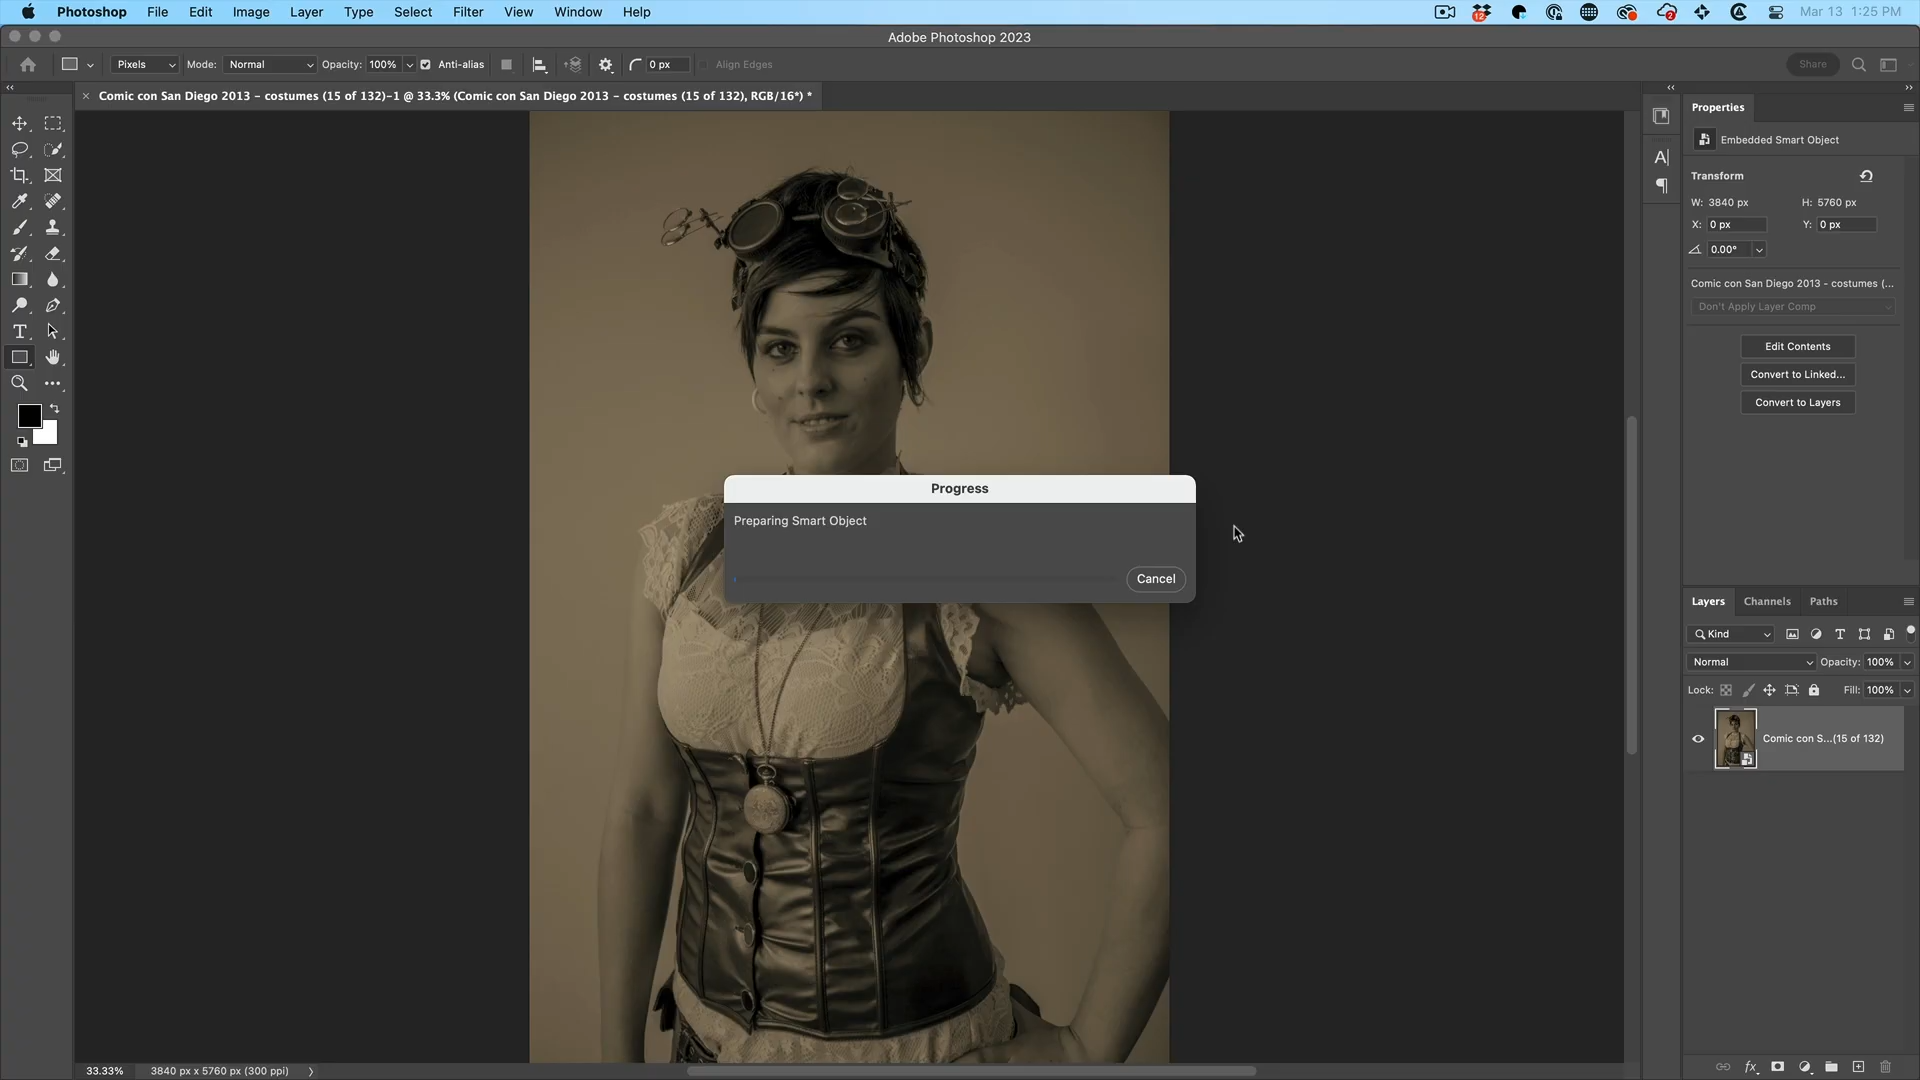 Photoshop File Edit Image Layer Type Select Filter View Window Help 12 2 Mar 13 1:25 PM
Adobe Photoshop 2023
Pixels Mode: Normal Opacity: 100% Anti-alias 0 px Align Edges Share
× Comic con San Diego 2013 – costumes (15 of 132)-1 @ 33.3% (Comic con San Diego 2013 – costumes (15 of 132), RGB/16*) *
Properties
Embedded Smart Object
Transform
W: 3840 px H: 5760 px
X: 0 px Y: 0 px
0.00°
Comic con San Diego 2013 - costumes (...
Don't Apply Layer Comp
Edit Contents
Convert to Linked...
Convert to Layers
Progress
Preparing Smart Object
Cancel
Layers Channels Paths
Kind
Normal Opacity: 100%
Lock: Fill: 100%
Comic con S...(15 of 132)
fx
33.33% 3840 px x 5760 px (300 ppi)